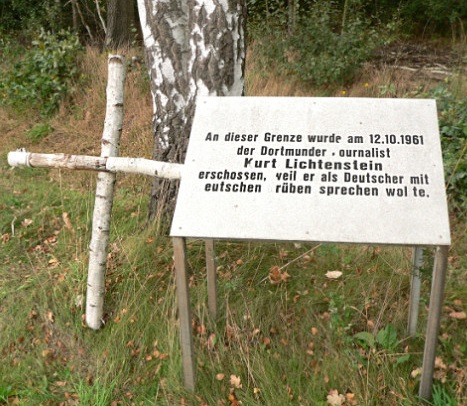 An dieser Grenze wurde am 12.10.1961
der Dortmunder ournalist
Kurt Lichtenstein
erschossen, weil er als Deutscher mit
eutschen rüben sprechen wol te.